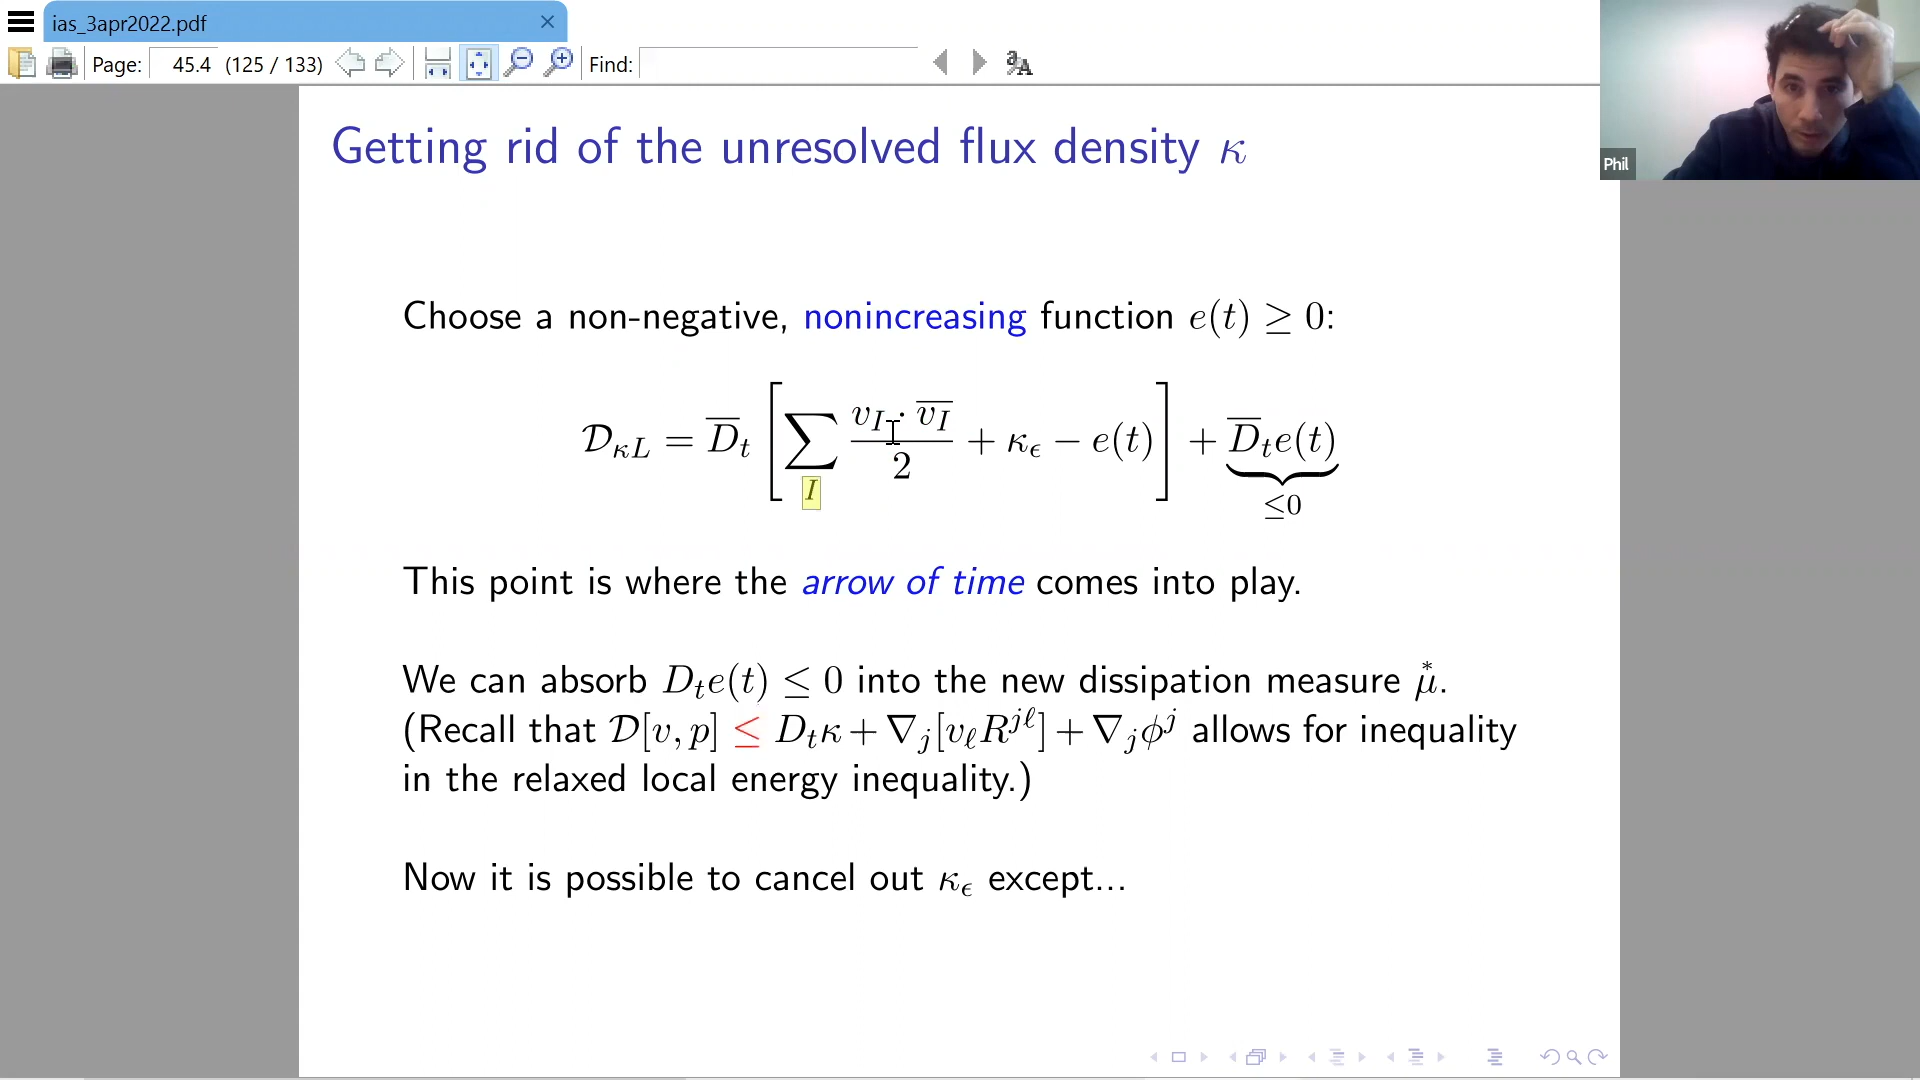 ias_3apr2022.pdf
Page: 45.4 (125 / 133) Find:
Phil
Getting rid of the unresolved flux density κ
Choose a non-negative, nonincreasing function e(t) ≥ 0:
𝒟_{κL} = \overline{D}_t [ ∑_I \frac{v_I · \overline{v_I}}{2} + κ_ϵ − e(t) ] + \underbrace{\overline{D}_t e(t)}_{≤0}
This point is where the arrow of time comes into play.
We can absorb D_t e(t) ≤ 0 into the new dissipation measure \overset{*}{μ}.
(Recall that 𝒟[v, p] ≤ D_t κ + ∇_j[v_ℓ R^{jℓ}] + ∇_j ϕ^j allows for inequality
in the relaxed local energy inequality.)
Now it is possible to cancel out κ_ϵ except...